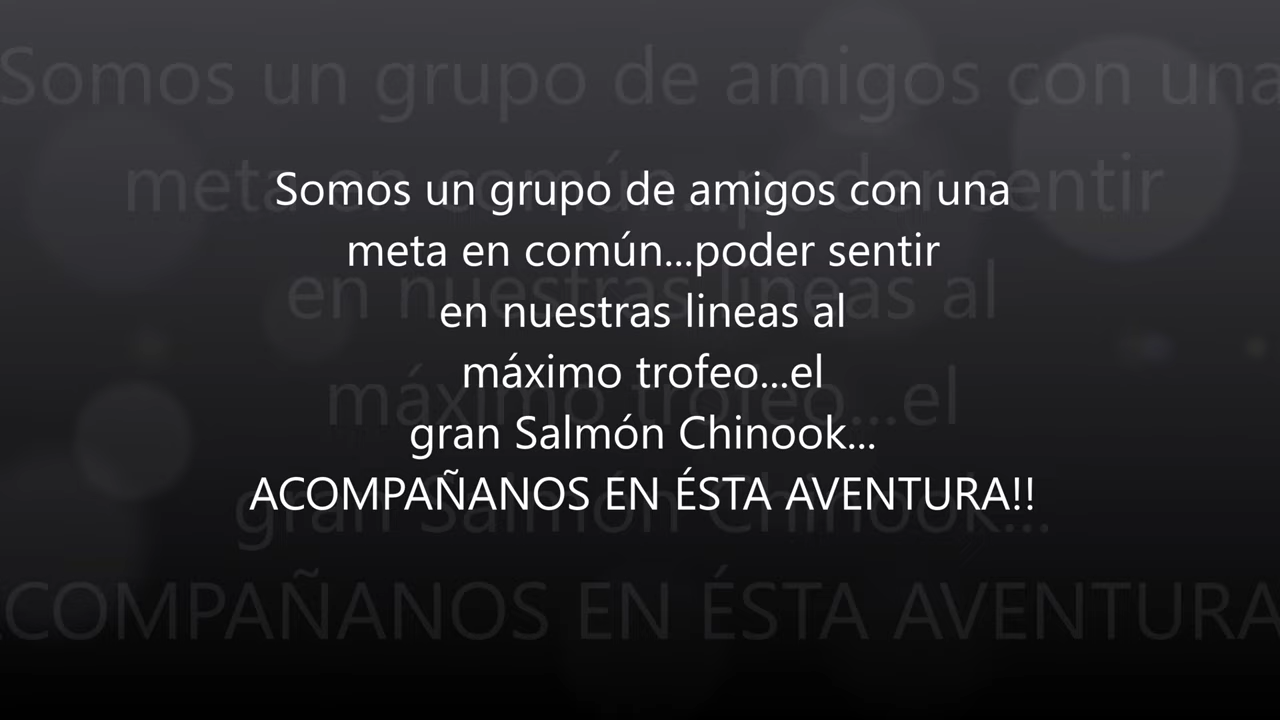 Somos un grupo de amigos con una
meta en común...poder sentir
en nuestras lineas al
máximo trofeo...el
gran Salmón Chinook...
ACOMPAÑANOS EN ÉSTA AVENTURA!!